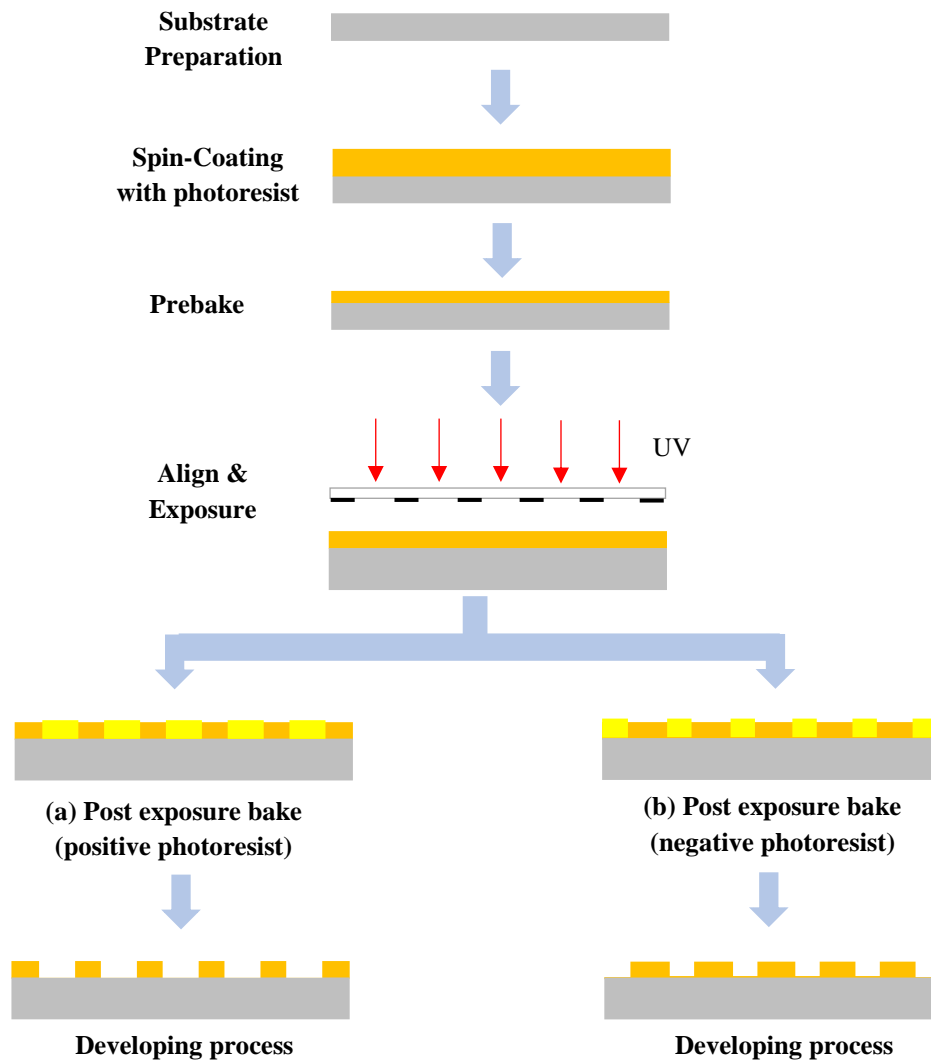 Substrate
Preparation
Spin-Coating
with photoresist
Prebake
UV
Align &
Exposure
(a) Post exposure bake
(positive photoresist)
(b) Post exposure bake
(negative photoresist)
Developing process
Developing process